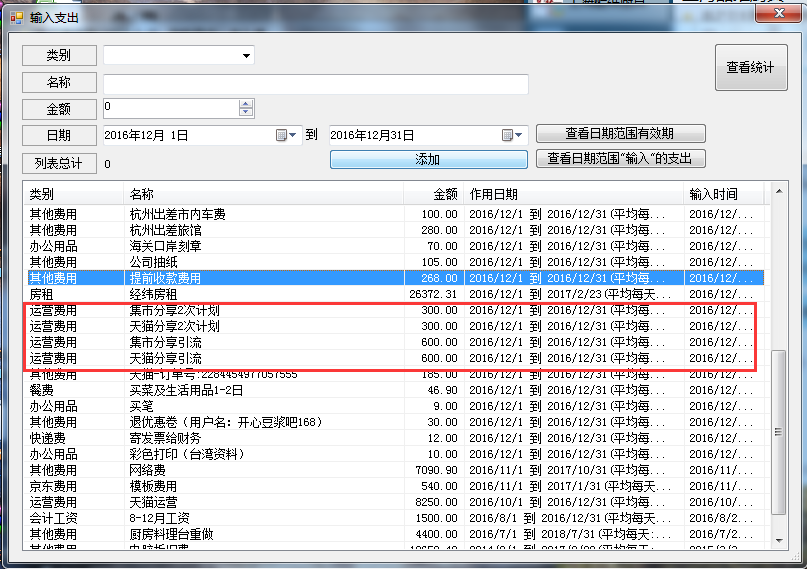 输入支出
类别
名称
金额 0
日期 2016年12月 1日 到 2016年12月31日 查看日期范围有效期
列表总计 0 添加 查看日期范围"输入"的支出
查看统计
类别 名称 金额 作用日期 输入时间
其他费用 杭州出差市内车费 100.00 2016/12/1 到 2016/12/31(平均每... 2016/12/...
其他费用 杭州出差旅馆 280.00 2016/12/1 到 2016/12/31(平均每... 2016/12/...
办公用品 海关口岸刻章 70.00 2016/12/1 到 2016/12/31(平均每... 2016/12/...
其他费用 公司抽纸 105.00 2016/12/1 到 2016/12/31(平均每... 2016/12/...
其他费用 提前收款费用 268.00 2016/12/1 到 2016/12/31(平均每... 2016/12/...
房租 经纬房租 26372.31 2016/12/1 到 2017/2/23(平均每天... 2016/12/...
运营费用 集市分享2次计划 300.00 2016/12/1 到 2016/12/31(平均每... 2016/12/...
运营费用 天猫分享2次计划 300.00 2016/12/1 到 2016/12/31(平均每... 2016/12/...
运营费用 集市分享引流 600.00 2016/12/1 到 2016/12/31(平均每... 2016/12/...
运营费用 天猫分享引流 600.00 2016/12/1 到 2016/12/31(平均每... 2016/12/...
其他费用 天猫-订单号:2284454977057555 185.00 2016/12/1 到 2016/12/31(平均每... 2016/12/...
餐费 买菜及生活用品1-2日 46.90 2016/12/1 到 2016/12/31(平均每... 2016/12/...
办公用品 买笔 9.00 2016/12/1 到 2016/12/31(平均每... 2016/12/...
其他费用 退优惠卷（用户名：开心豆浆吧168） 30.00 2016/12/1 到 2016/12/31(平均每... 2016/12/...
快递费 寄发票给财务 12.00 2016/12/1 到 2016/12/31(平均每... 2016/12/...
办公用品 彩色打印（台湾资料） 10.00 2016/12/1 到 2016/12/31(平均每... 2016/12/...
其他费用 网络费 7090.90 2016/11/1 到 2017/10/31(平均每... 2016/11/...
京东费用 模板费用 540.00 2016/11/1 到 2017/1/31(平均每天... 2016/11/...
运营费用 天猫运营 8250.00 2016/10/1 到 2016/12/31(平均每... 2016/10/...
会计工资 8-12月工资 1500.00 2016/8/1 到 2016/12/31(平均每天... 2016/8/2...
其他费用 厨房料理台重做 4400.00 2016/7/1 到 2018/7/31(平均每天:... 2016/7/2...